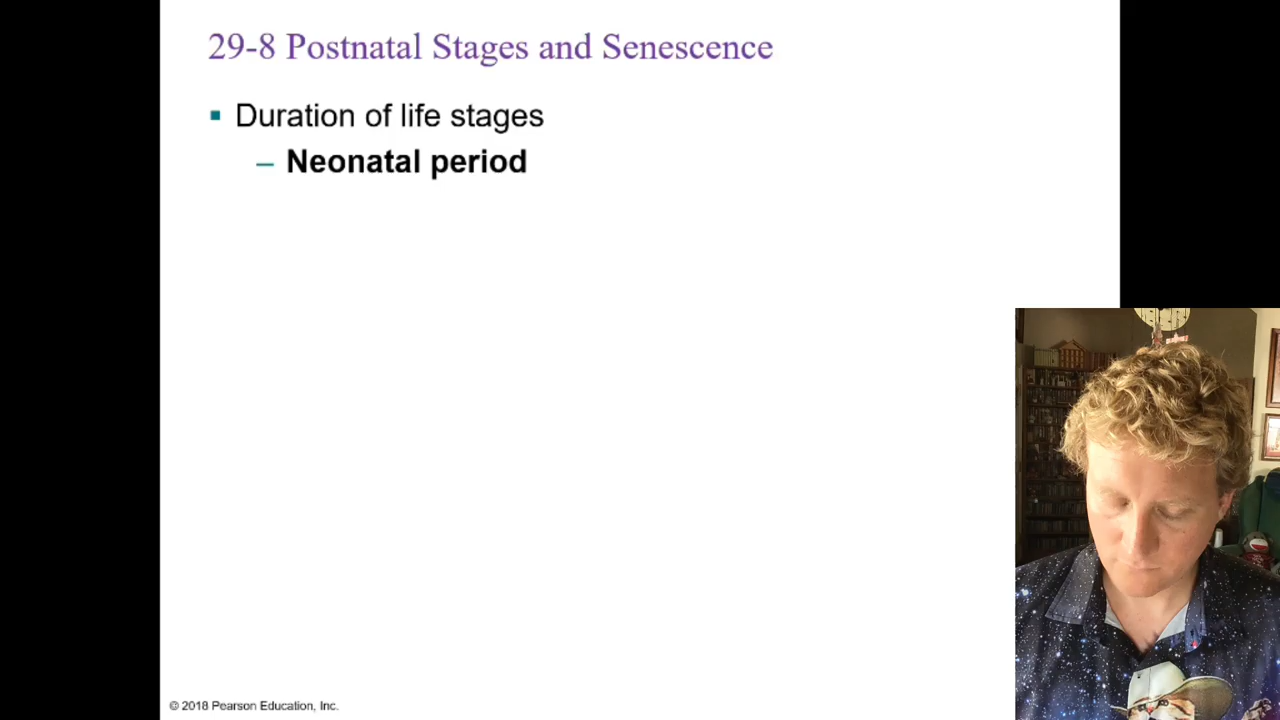 29-8 Postnatal Stages and Senescence
▪ Duration of life stages
– Neonatal period
© 2018 Pearson Education, Inc.